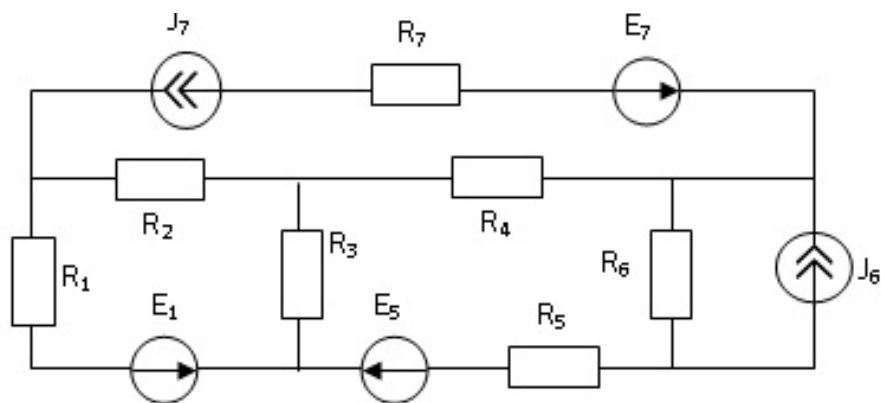 J₇
R₇
E₇
R₂
R₄
R₁
R₃
R₆
J₆
E₁
E₅
R₅